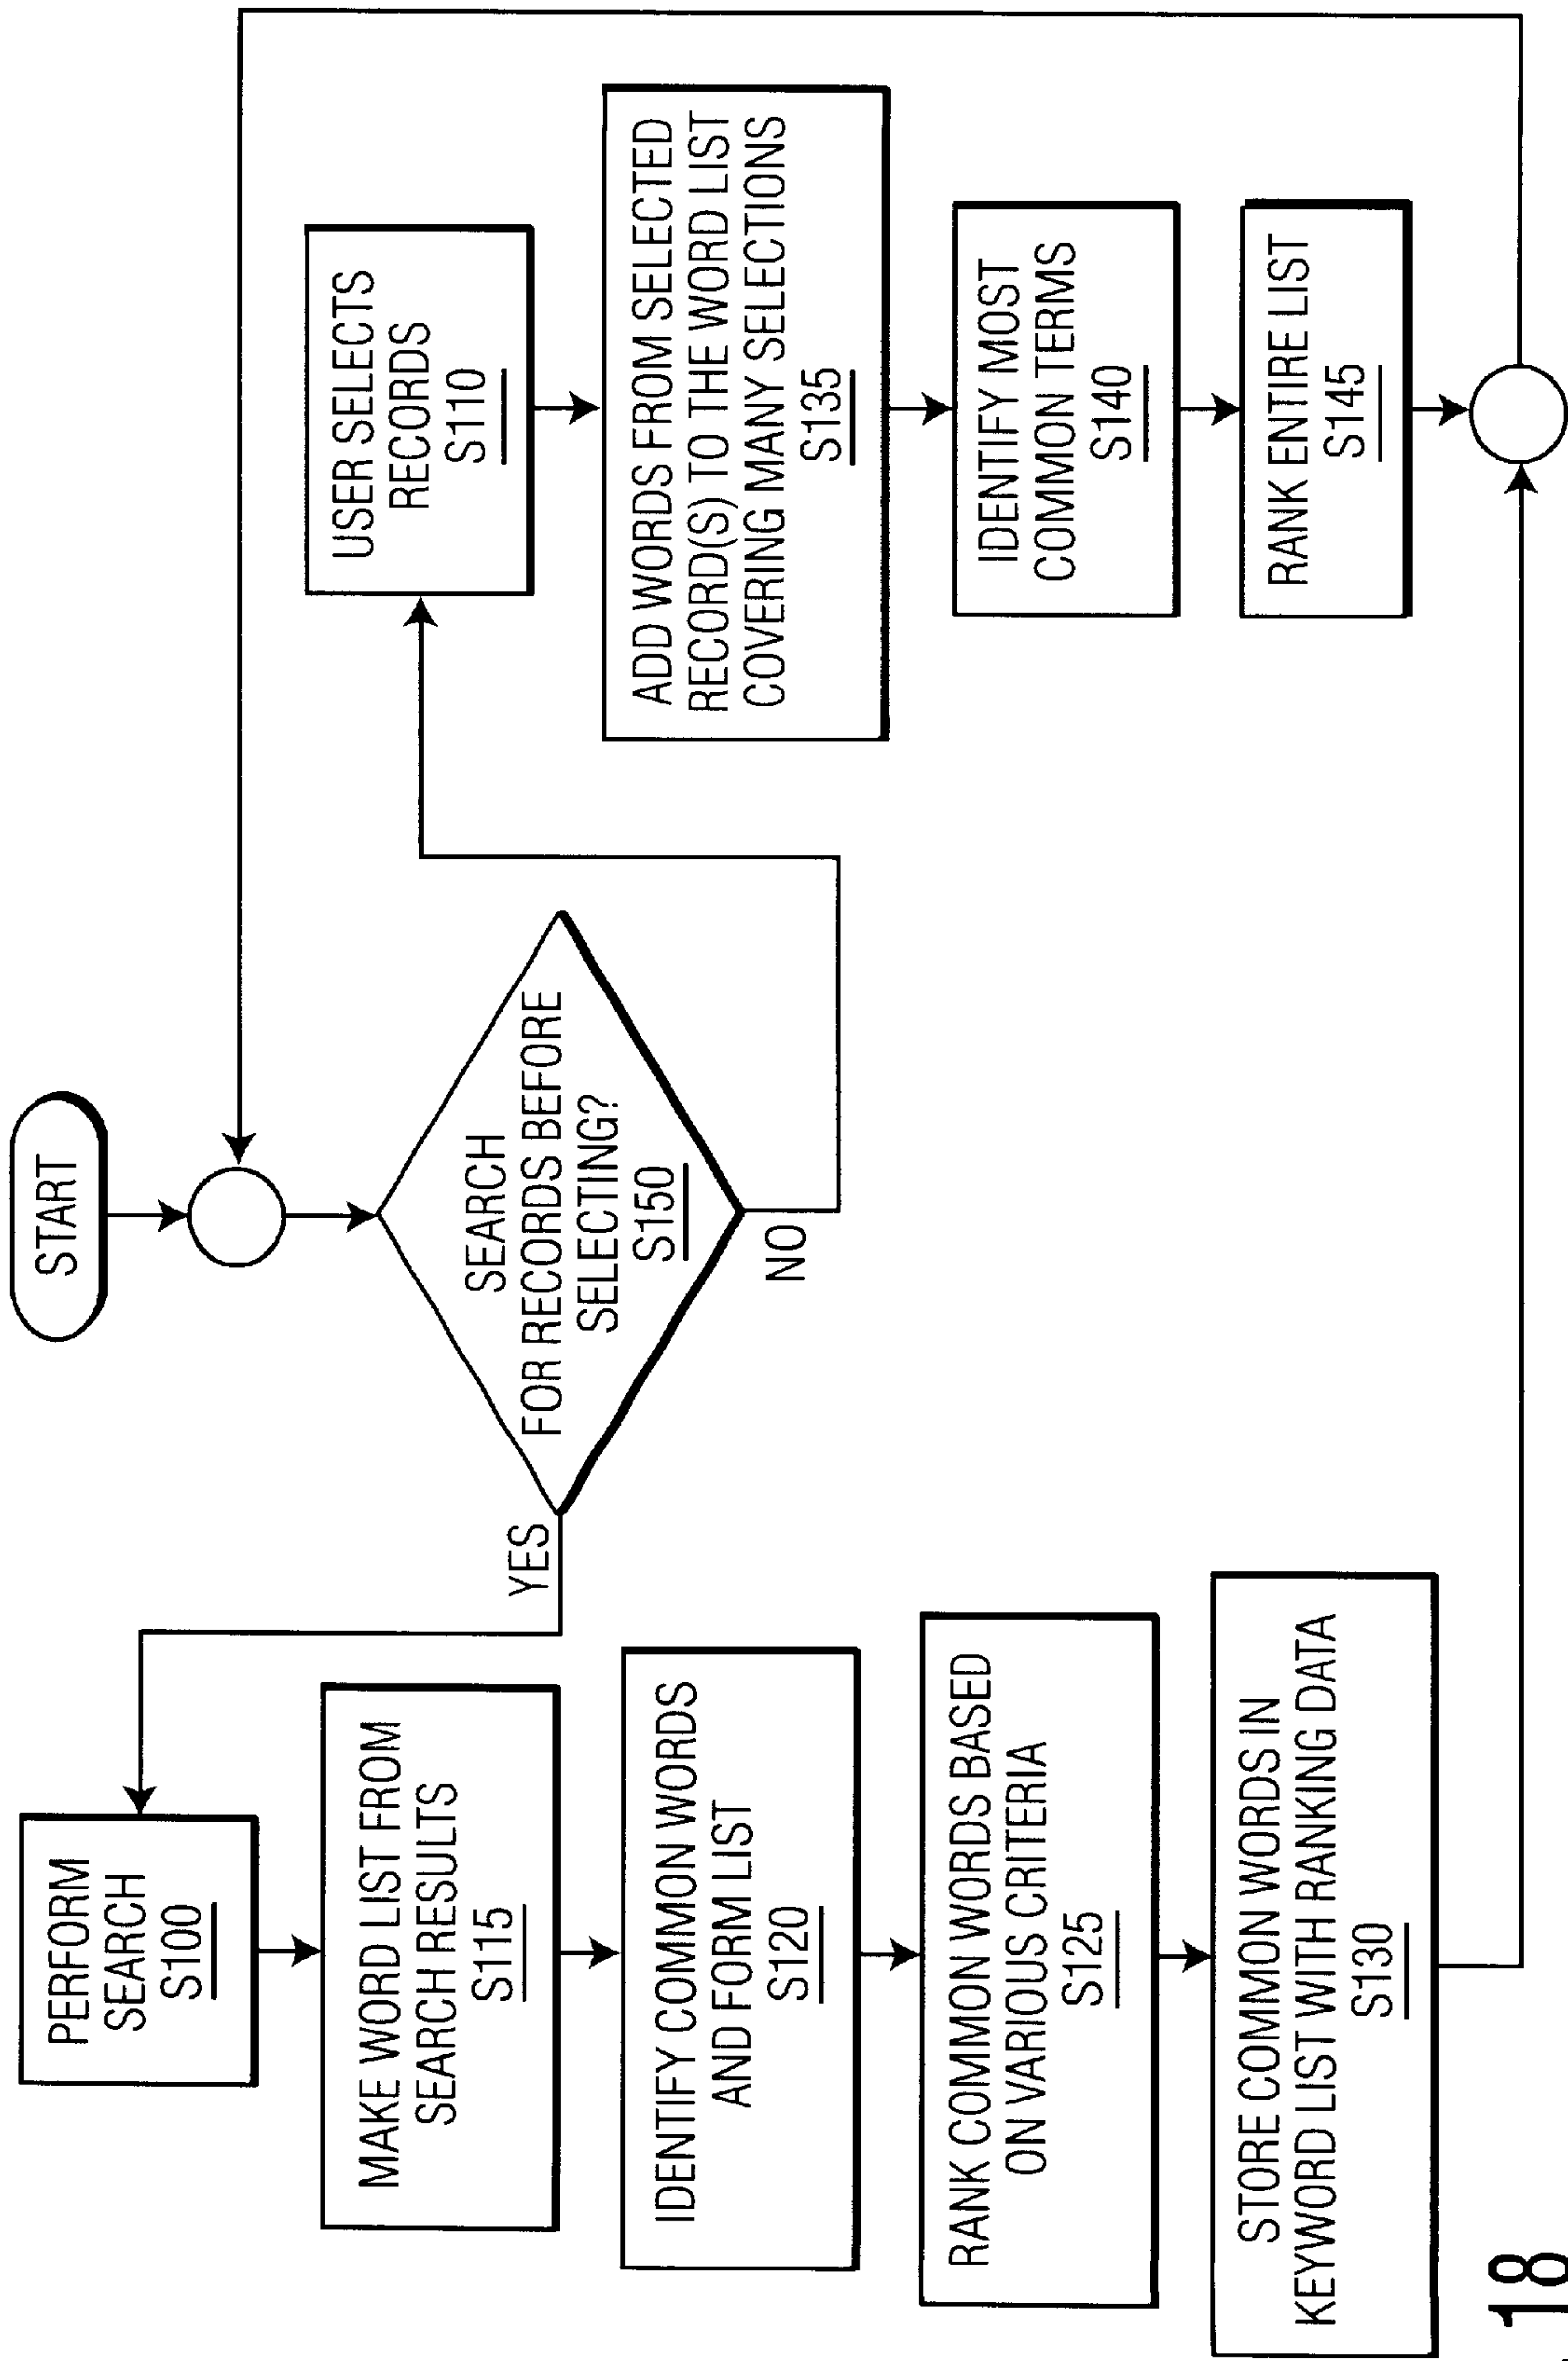 START
SEARCH
FOR RECORDS BEFORE
SELECTING?
S150
YES
NO
PERFORM
SEARCH
S100
MAKE WORD LIST FROM
SEARCH RESULTS
S115
IDENTIFY COMMON WORDS
AND FORM LIST
S120
RANK COMMON WORDS BASED
ON VARIOUS CRITERIA
S125
STORE COMMON WORDS IN
KEYWORD LIST WITH RANKING DATA
S130
USER SELECTS
RECORDS
S110
ADD WORDS FROM SELECTED
RECORD(S) TO THE WORD LIST
COVERING MANY SELECTIONS
S135
IDENTIFY MOST
COMMON TERMS
S140
RANK ENTIRE LIST
S145
18